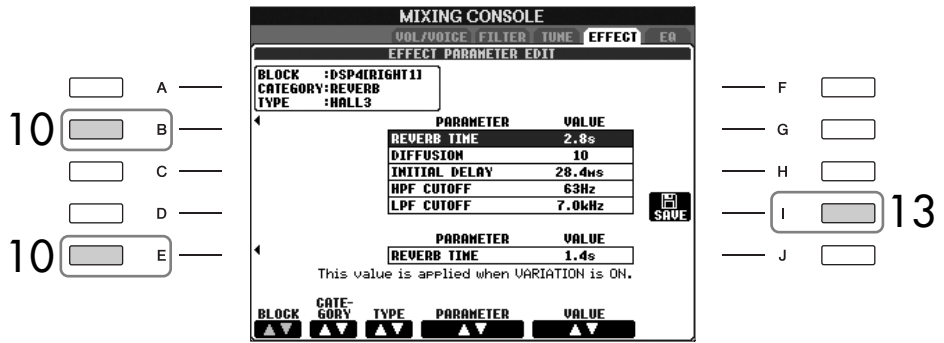 MIXING CONSOLE
VOL/VOICE FILTER TUNE EFFECT EQ
EFFECT PARAMETER EDIT
BLOCK :DSP4[RIGHT1]
CATEGORY:REVERB
TYPE :HALL3
A F
10 B G
C H
D I 13
10 E J
PARAMETER VALUE
REVERB TIME 2.8s
DIFFUSION 10
INITIAL DELAY 28.4ms
HPF CUTOFF 63Hz
LPF CUTOFF 7.0kHz
SAVE
PARAMETER VALUE
REVERB TIME 1.4s
This value is applied when VARIATION is ON.
BLOCK CATE-GORY TYPE PARAMETER VALUE